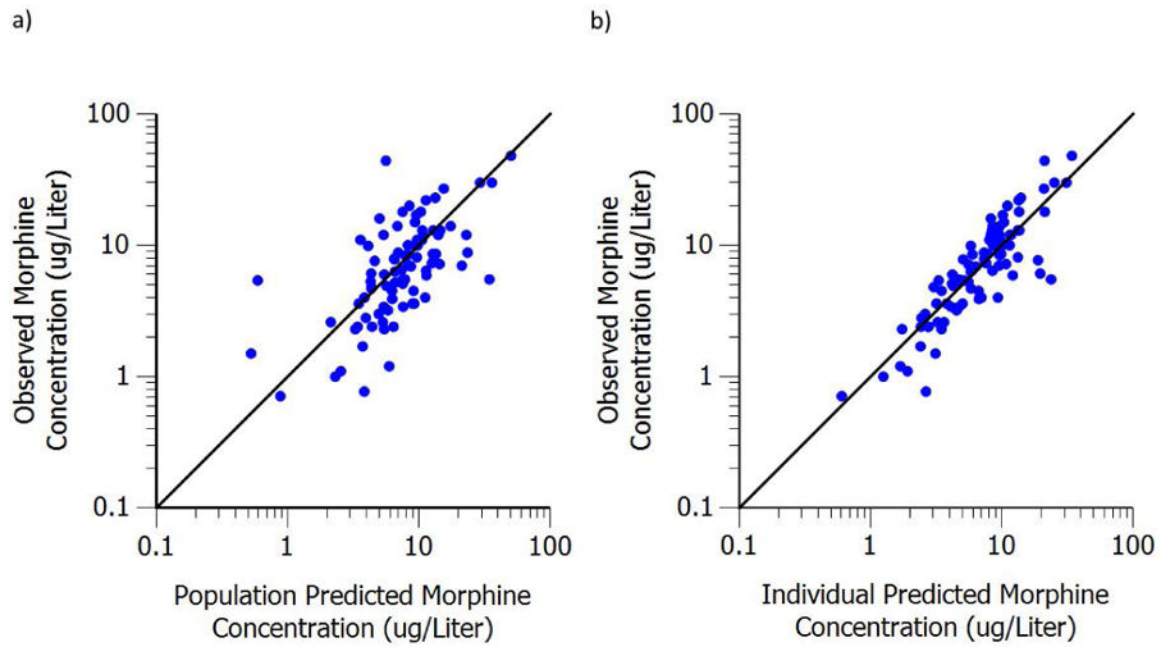 a)
100
10
1
0.1
Observed Morphine
Concentration (ug/Liter)
0.1 1 10 100
Population Predicted Morphine
Concentration (ug/Liter)
b)
100
10
1
0.1
Observed Morphine
Concentration (ug/Liter)
0.1 1 10 100
Individual Predicted Morphine
Concentration (ug/Liter)